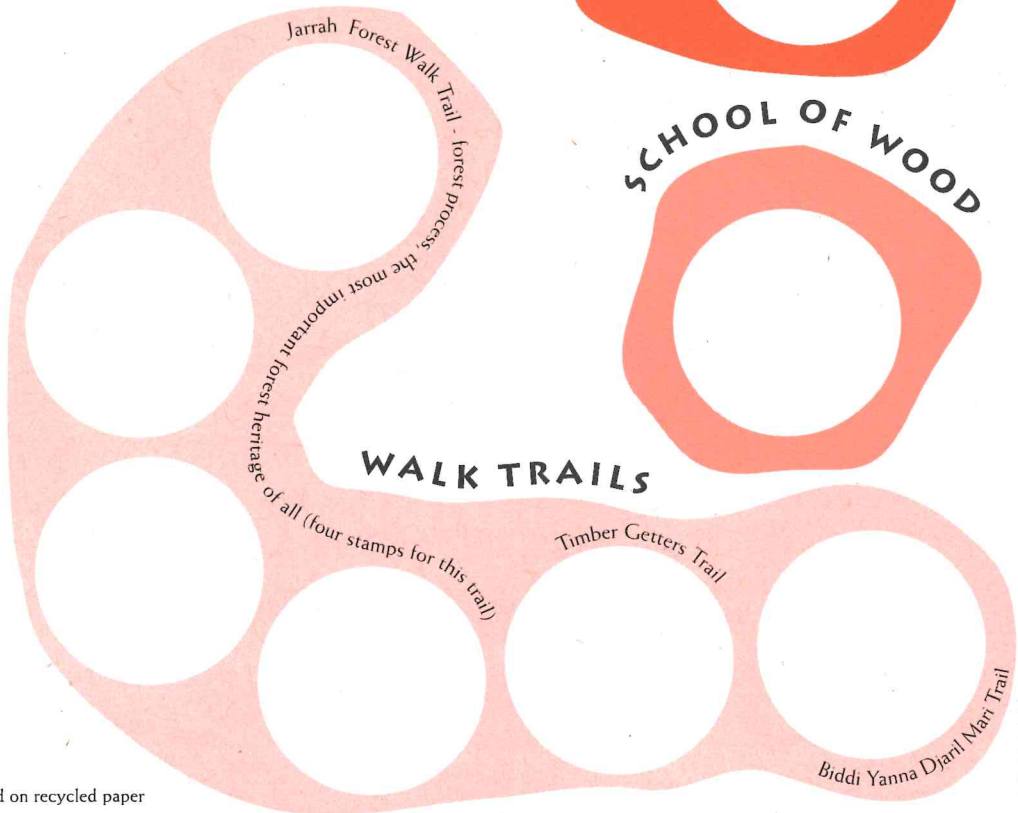 Jarrah Forest Walk Trail - forest process, the most important forest heritage of all (four stamps for this trail)
SCHOOL OF WOOD
WALK TRAILS
Timber Getters Trail
Biddi Yanna Djaril Mari Trail
on recycled paper